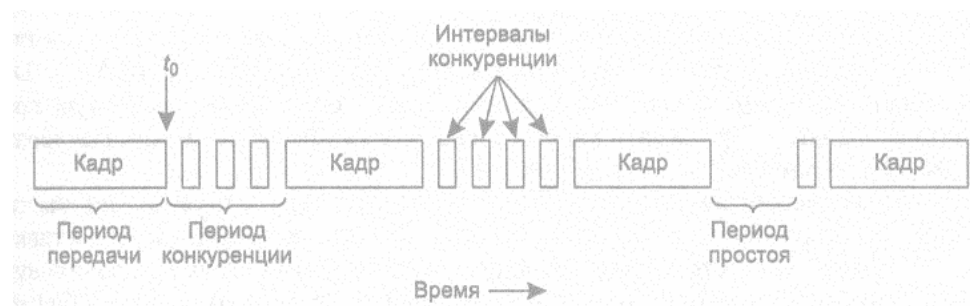 Интервалы
конкуренции
t₀
Кадр
Кадр
Кадр
Кадр
Период
передачи
Период
конкуренции
Период
простоя
Время